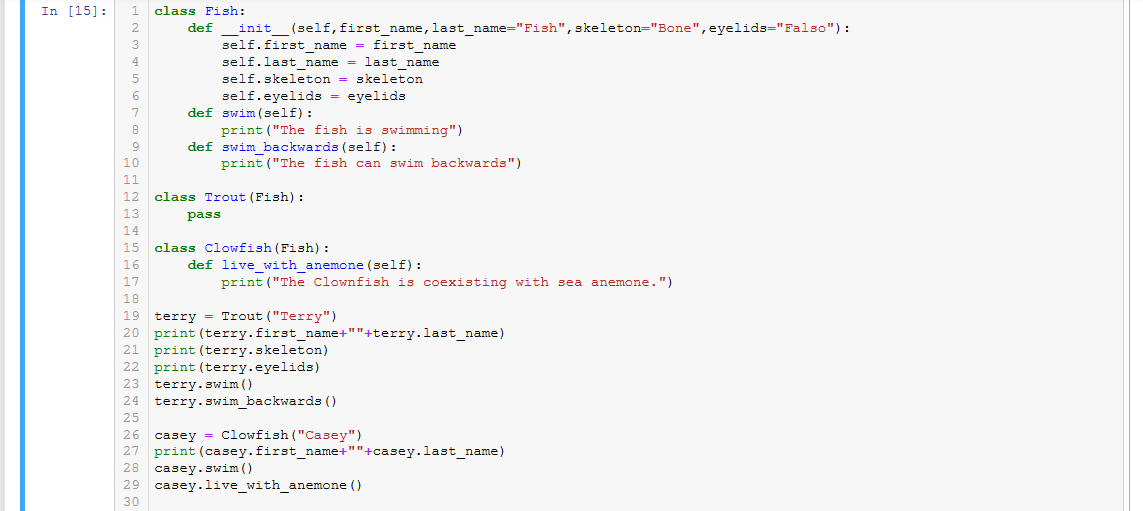 In [15]:
1 class Fish:
2     def __init__(self,first_name,last_name="Fish",skeleton="Bone",eyelids="Falso"):
3         self.first_name = first_name
4         self.last_name = last_name
5         self.skeleton = skeleton
6         self.eyelids = eyelids
7     def swim(self):
8         print("The fish is swimming")
9     def swim_backwards(self):
10         print("The fish can swim backwards")
11
12 class Trout(Fish):
13     pass
14
15 class Clowfish(Fish):
16     def live_with_anemone(self):
17         print("The Clownfish is coexisting with sea anemone.")
18
19 terry = Trout("Terry")
20 print(terry.first_name+""+terry.last_name)
21 print(terry.skeleton)
22 print(terry.eyelids)
23 terry.swim()
24 terry.swim_backwards()
25
26 casey = Clowfish("Casey")
27 print(casey.first_name+""+casey.last_name)
28 casey.swim()
29 casey.live_with_anemone()
30